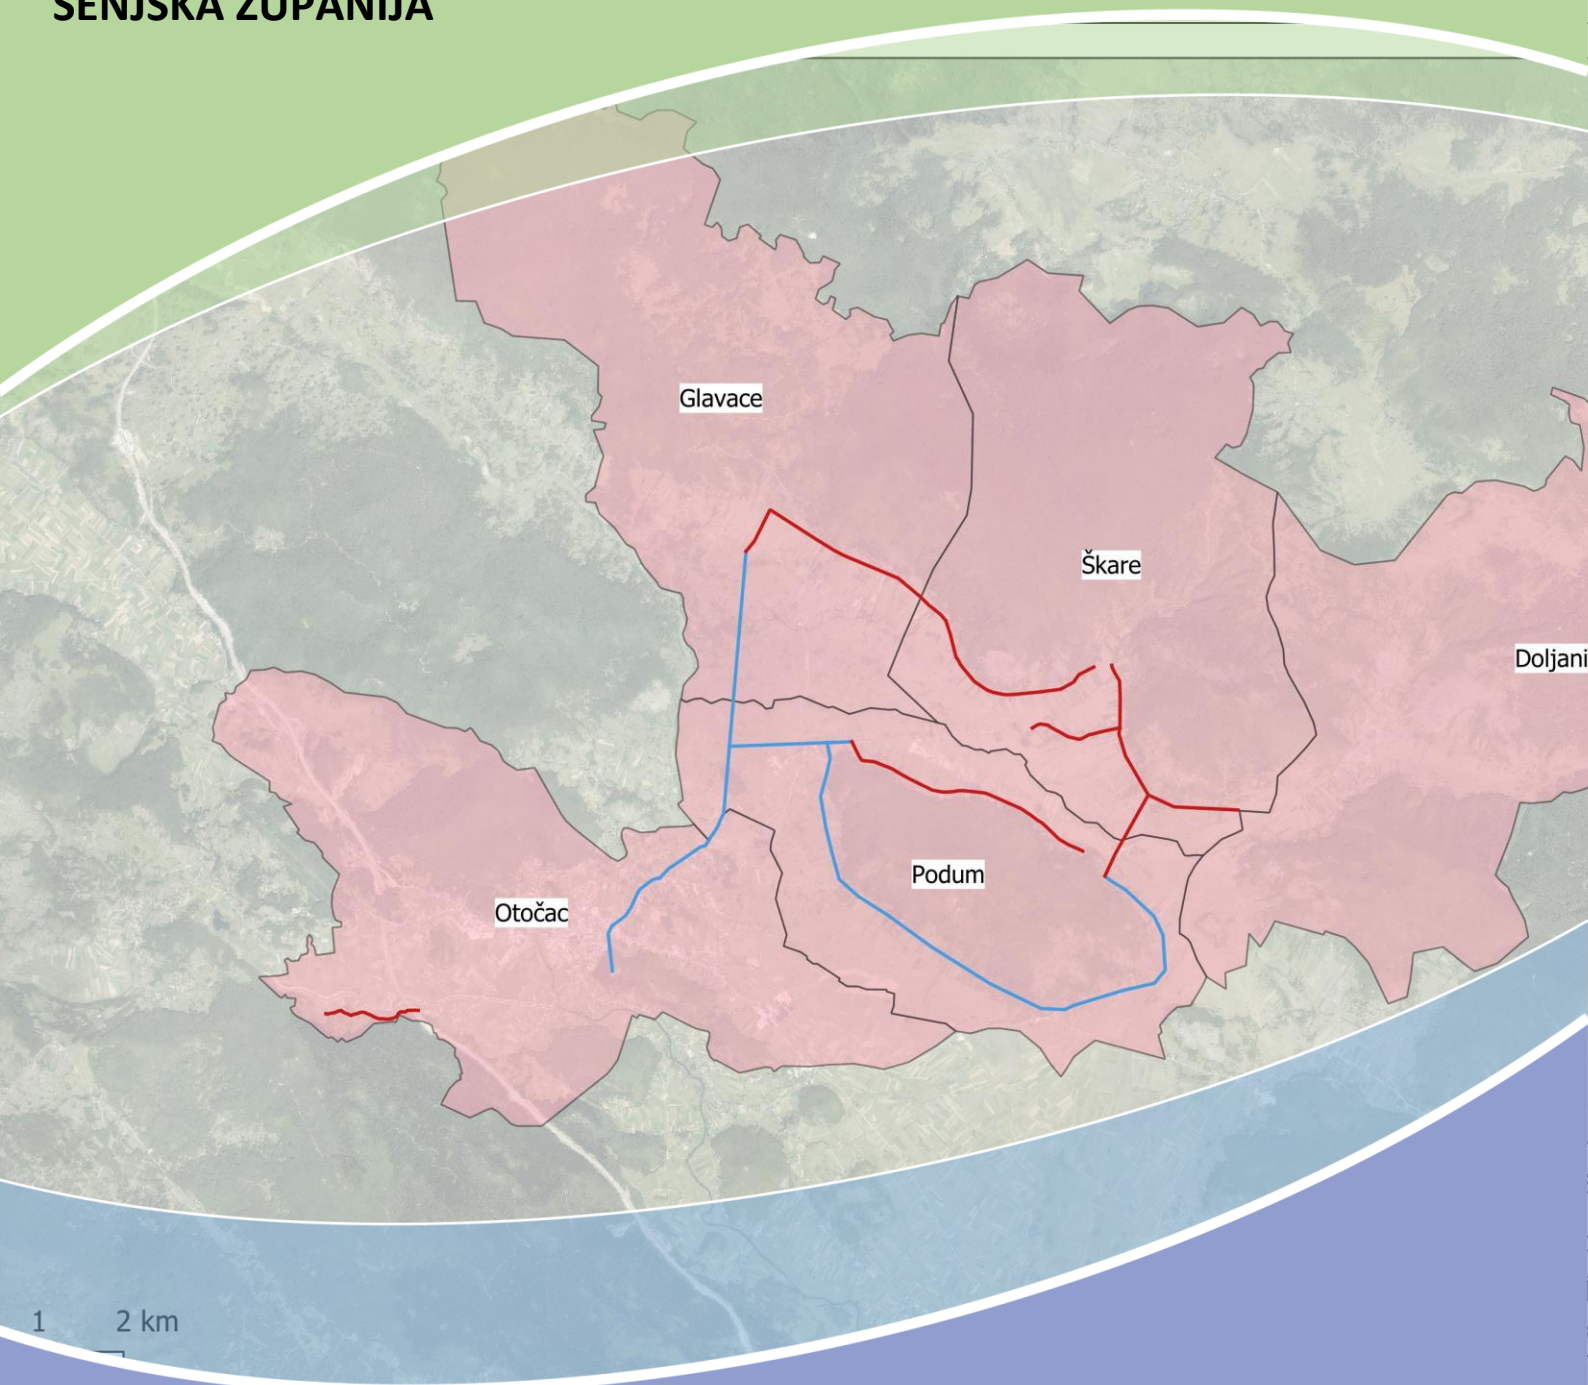 SENJSKA ŽUPANIJA
Glavace
Škare
Doljani
Podum
Otočac
1 2 km